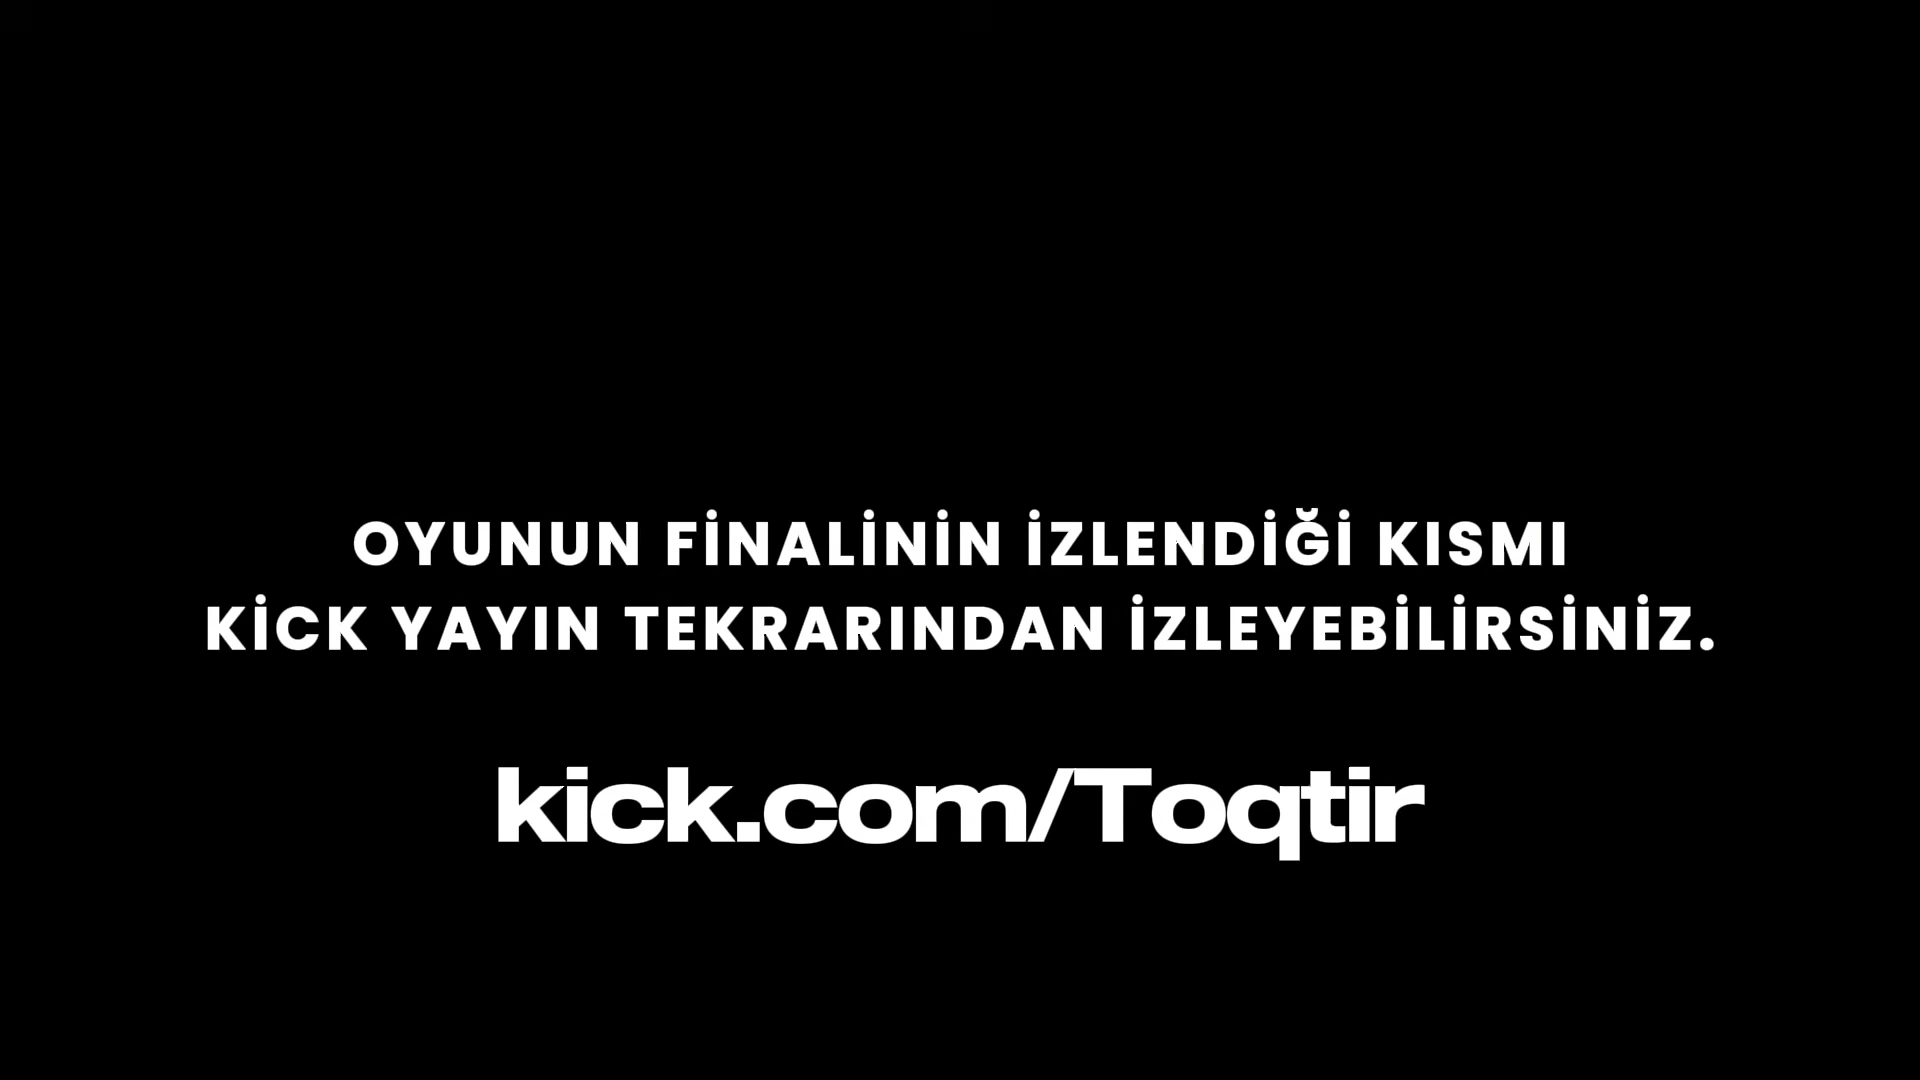 OYUNUN FİNALİNİN İZLENDİĞİ KISMI
KİCK YAYIN TEKRARINDAN İZLEYEBİLİRSİNİZ.
kick.com/Toqtir